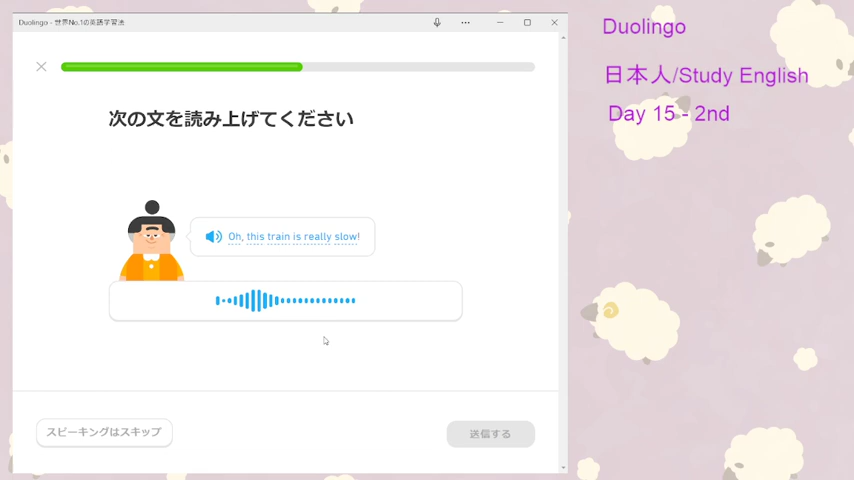 Duolingo - 世界No.1の英語学習法
次の文を読み上げてください
Oh, this train is really slow!
スピーキングはスキップ
送信する
Duolingo
日本人/Study English
Day 15 - 2nd